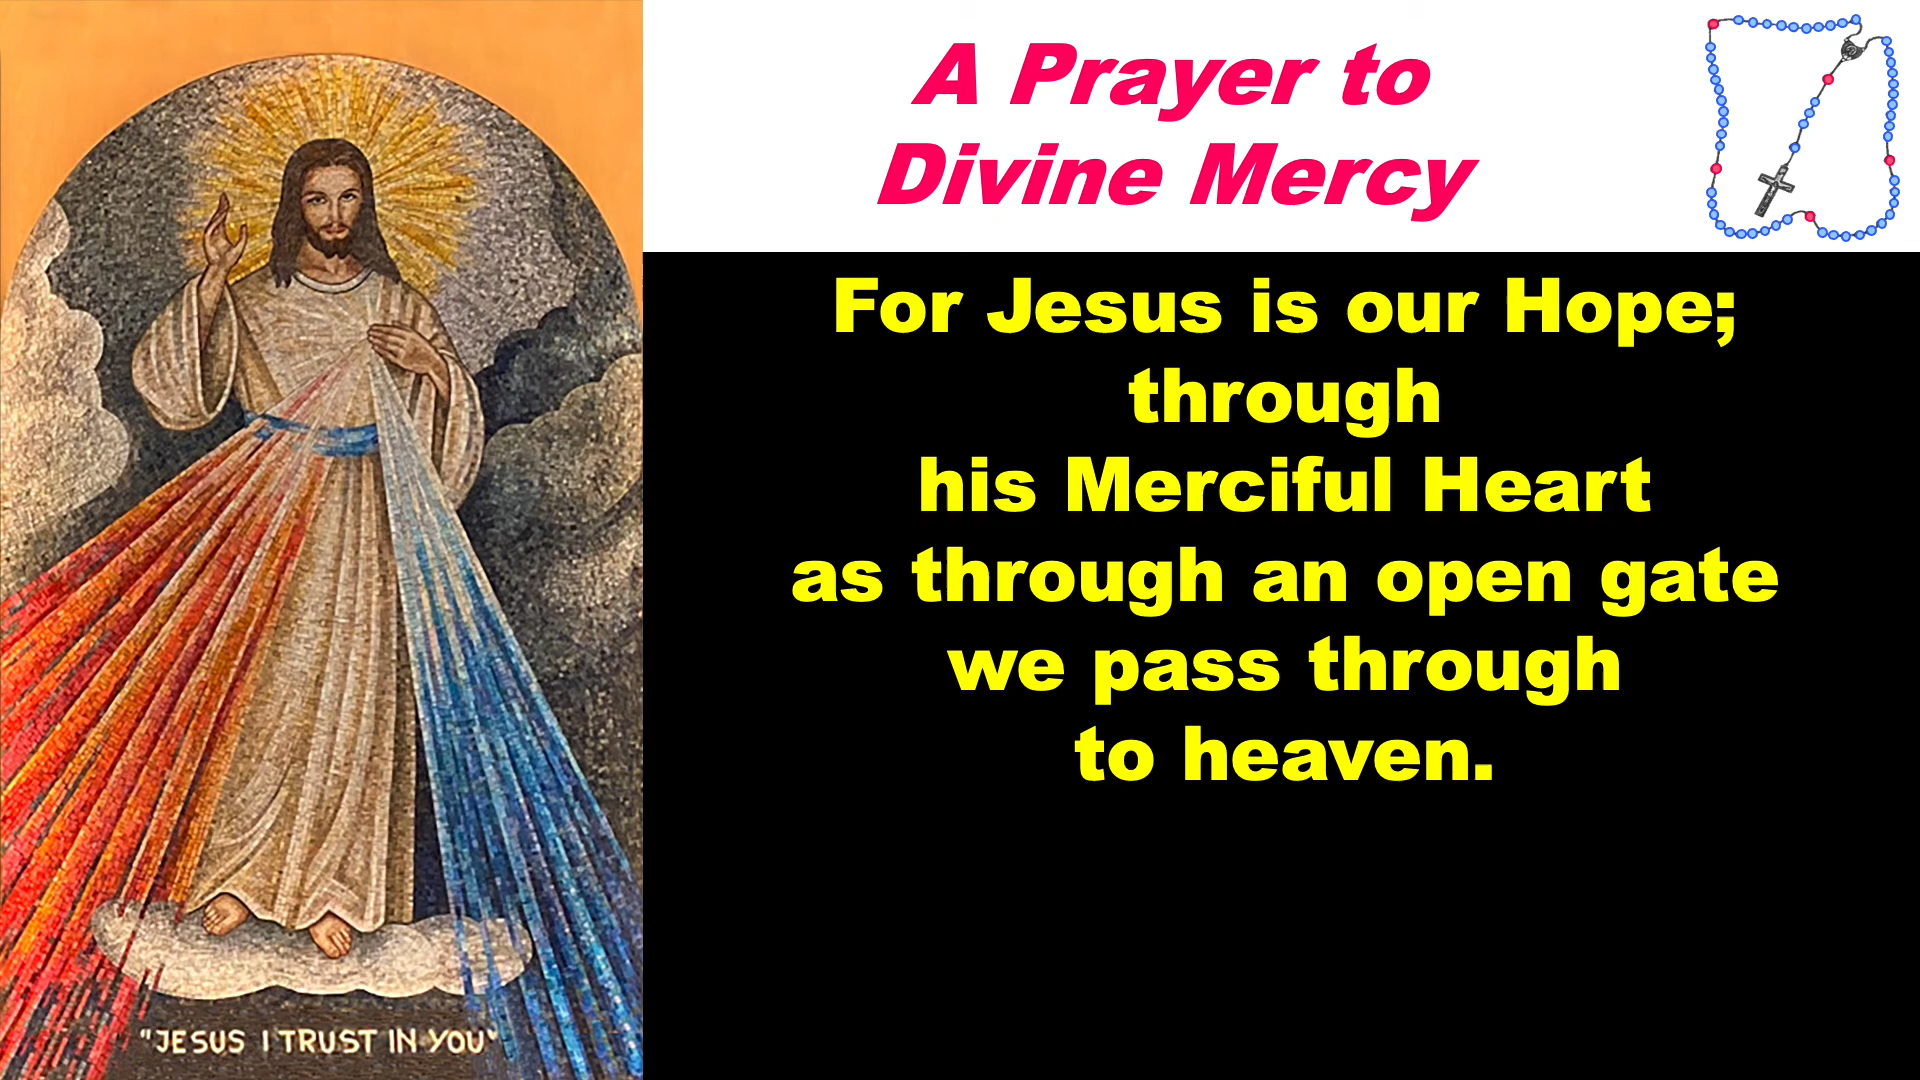 A Prayer to
Divine Mercy
For Jesus is our Hope;
through
his Merciful Heart
as through an open gate
we pass through
to heaven.
"JESUS I TRUST IN YOU"